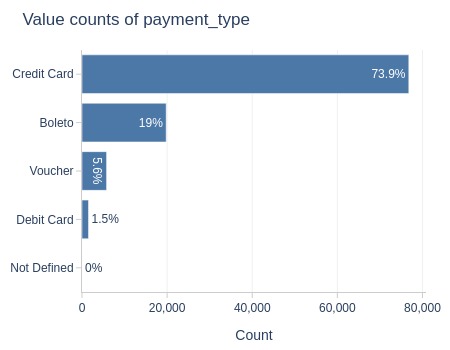 Value counts of payment_type
Credit Card
73.9%
Boleto
19%
Voucher
5.6%
Debit Card
1.5%
Not Defined
0%
0
20,000
40,000
60,000
80,000
Count